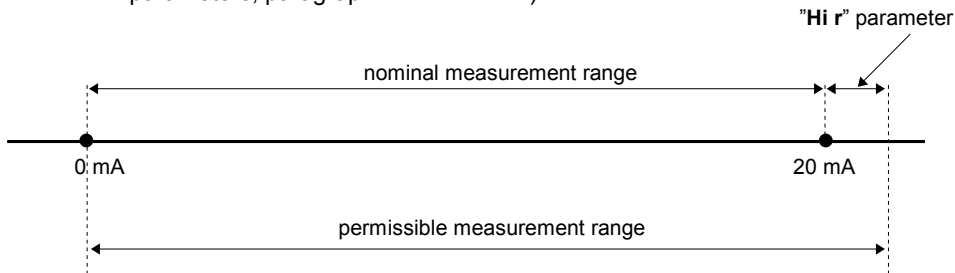 "Hi r" parameter
nominal measurement range
0 mA
20 mA
permissible measurement range